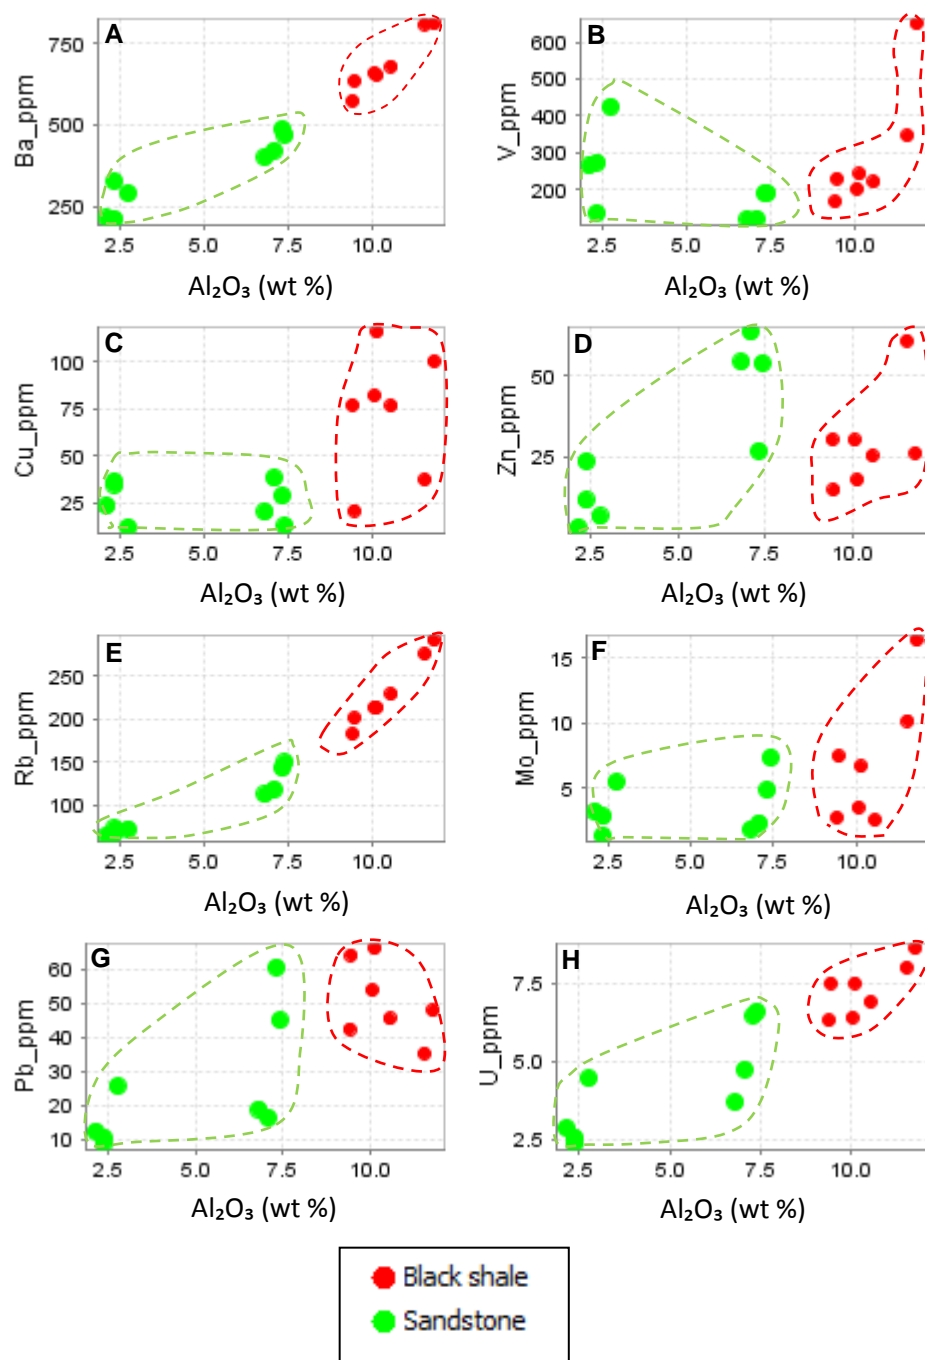 A
B
Ba_ppm
750
500
250
2.5 5.0 7.5 10.0
Al₂O₃ (wt %)
V_ppm
600
500
400
300
200
2.5 5.0 7.5 10.0
Al₂O₃ (wt %)
C
D
Cu_ppm
100
75
50
25
2.5 5.0 7.5 10.0
Al₂O₃ (wt %)
Zn_ppm
50
25
2.5 5.0 7.5 10.0
Al₂O₃ (wt %)
E
F
Rb_ppm
250
200
150
100
2.5 5.0 7.5 10.0
Al₂O₃ (wt %)
Mo_ppm
15
10
5
2.5 5.0 7.5 10.0
Al₂O₃ (wt %)
G
H
Pb_ppm
60
50
40
30
20
10
2.5 5.0 7.5 10.0
Al₂O₃ (wt %)
U_ppm
7.5
5.0
2.5
2.5 5.0 7.5 10.0
Al₂O₃ (wt %)
Black shale
Sandstone